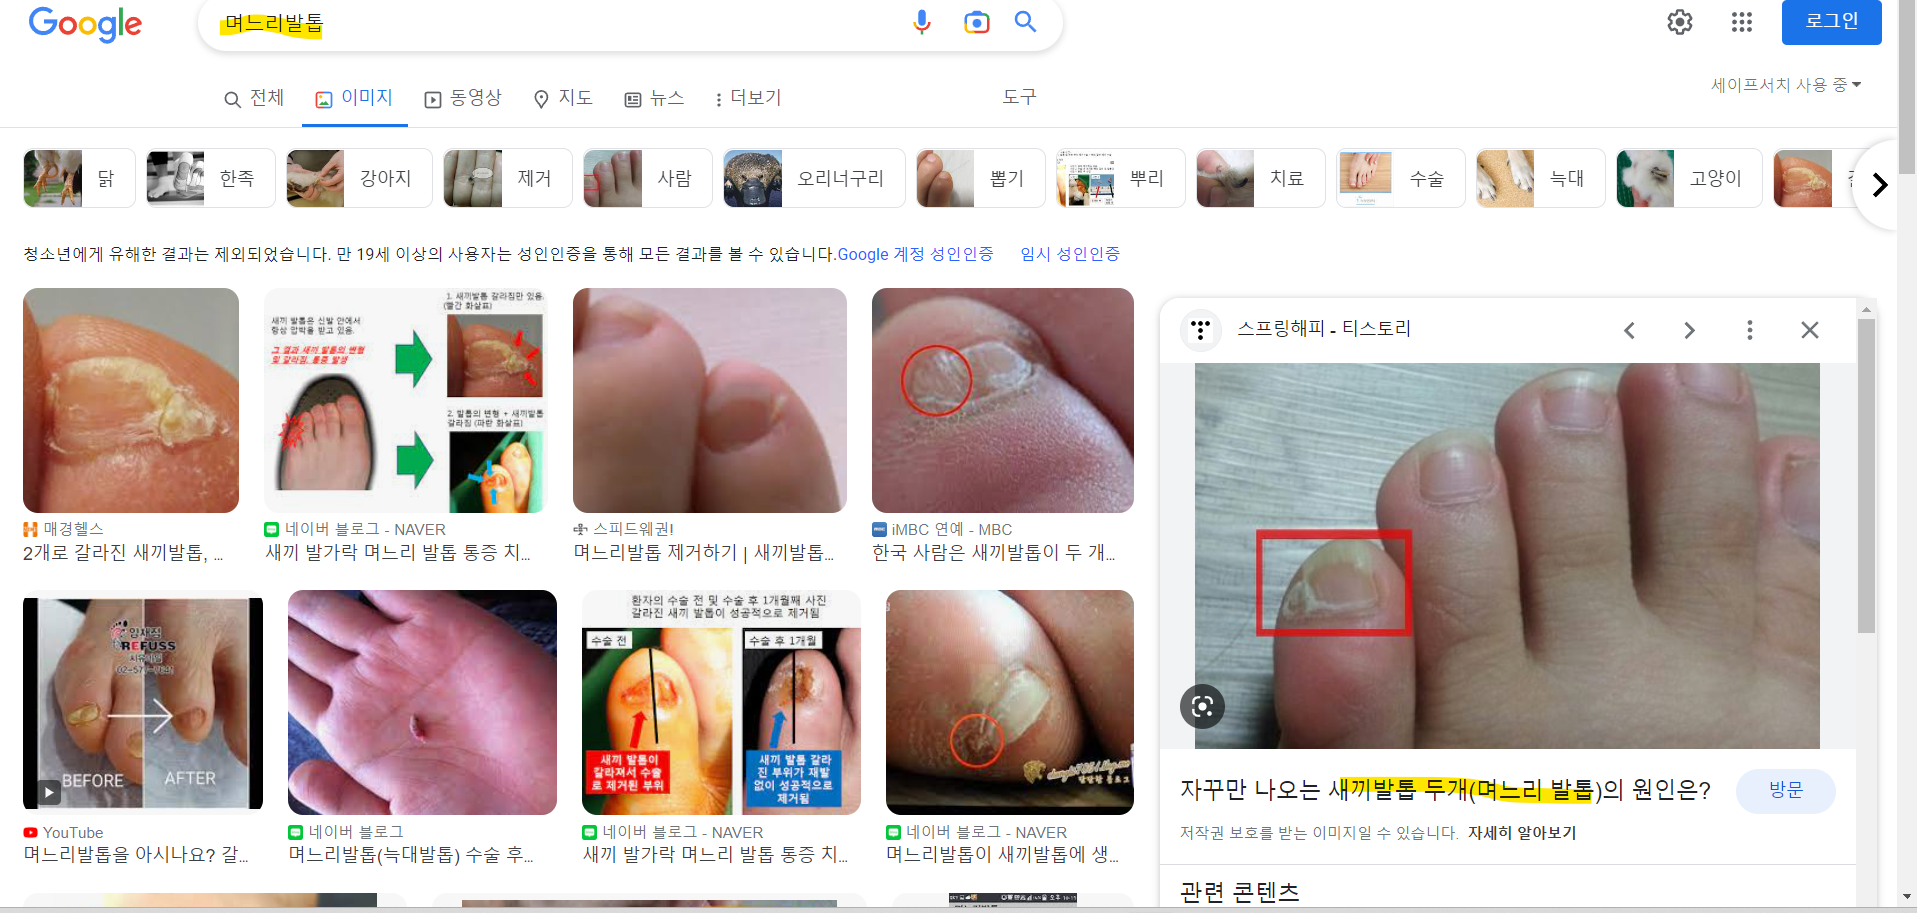 Google
며느리발톱
로그인
전체 이미지 동영상 지도 뉴스 더보기 도구
세이프서치 사용 중
닭 한족 강아지 제거 사람 오리너구리 뽑기 뿌리 치료 수술 늑대 고양이
청소년에게 유해한 결과는 제외되었습니다. 만 19세 이상의 사용자는 성인인증을 통해 모든 결과를 볼 수 있습니다.Google 계정 성인인증 임시 성인인증
새끼 발톱은 신발 안에서
항상 압박을 받고 있음.
그 결과 새끼 발톱의 변형
및 갈라짐, 통증 발생
1. 새끼발톱 갈라짐만 있음.
(빨간 화살표)
2. 발톱의 변형 + 새끼발톱
갈라짐 (파란 화살표)
매경헬스
2개로 갈라진 새끼발톱, ...
네이버 블로그 - NAVER
새끼 발가락 며느리 발톱 통증 치...
스피드웨건!
며느리발톱 제거하기 | 새끼발톱...
iMBC 연예 - MBC
한국 사람은 새끼발톱이 두 개...
스프링해피 - 티스토리
양재점
REFUSS
BEFORE
AFTER
환자의 수술 전 및 수술 후 1개월째 사진
갈라진 새끼 발톱이 성공적으로 제거됨
수술 전
수술 후 1개월
새끼 발톱이
갈라져서 수술
로 제거된 부위
새끼 발톱 갈라
진 부위가 재발
없이 성공적으로
제거됨
YouTube
며느리발톱을 아시나요? 갈...
네이버 블로그
며느리발톱(늑대발톱) 수술 후...
네이버 블로그 - NAVER
새끼 발가락 며느리 발톱 통증 치...
네이버 블로그 - NAVER
며느리발톱이 새끼발톱에 생...
자꾸만 나오는 새끼발톱 두개(며느리 발톱)의 원인은?
방문
저작권 보호를 받는 이미지일 수 있습니다. 자세히 알아보기
관련 콘텐츠